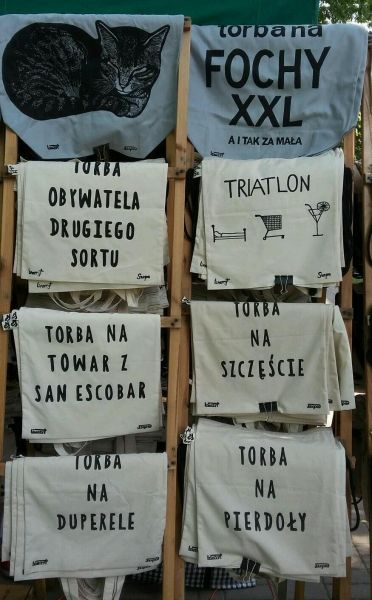 torba na
FOCHY
XXL
A I TAK ZA MAŁA
TORBA
OBYWATELA
DRUGIEGO
SORTU
TRIATLON
TORBA NA
TOWAR Z
SAN ESCOBAR
TORBA
NA
SZCZĘŚCIE
TORBA
NA
DUPERELE
TORBA
NA
PIERDOŁY